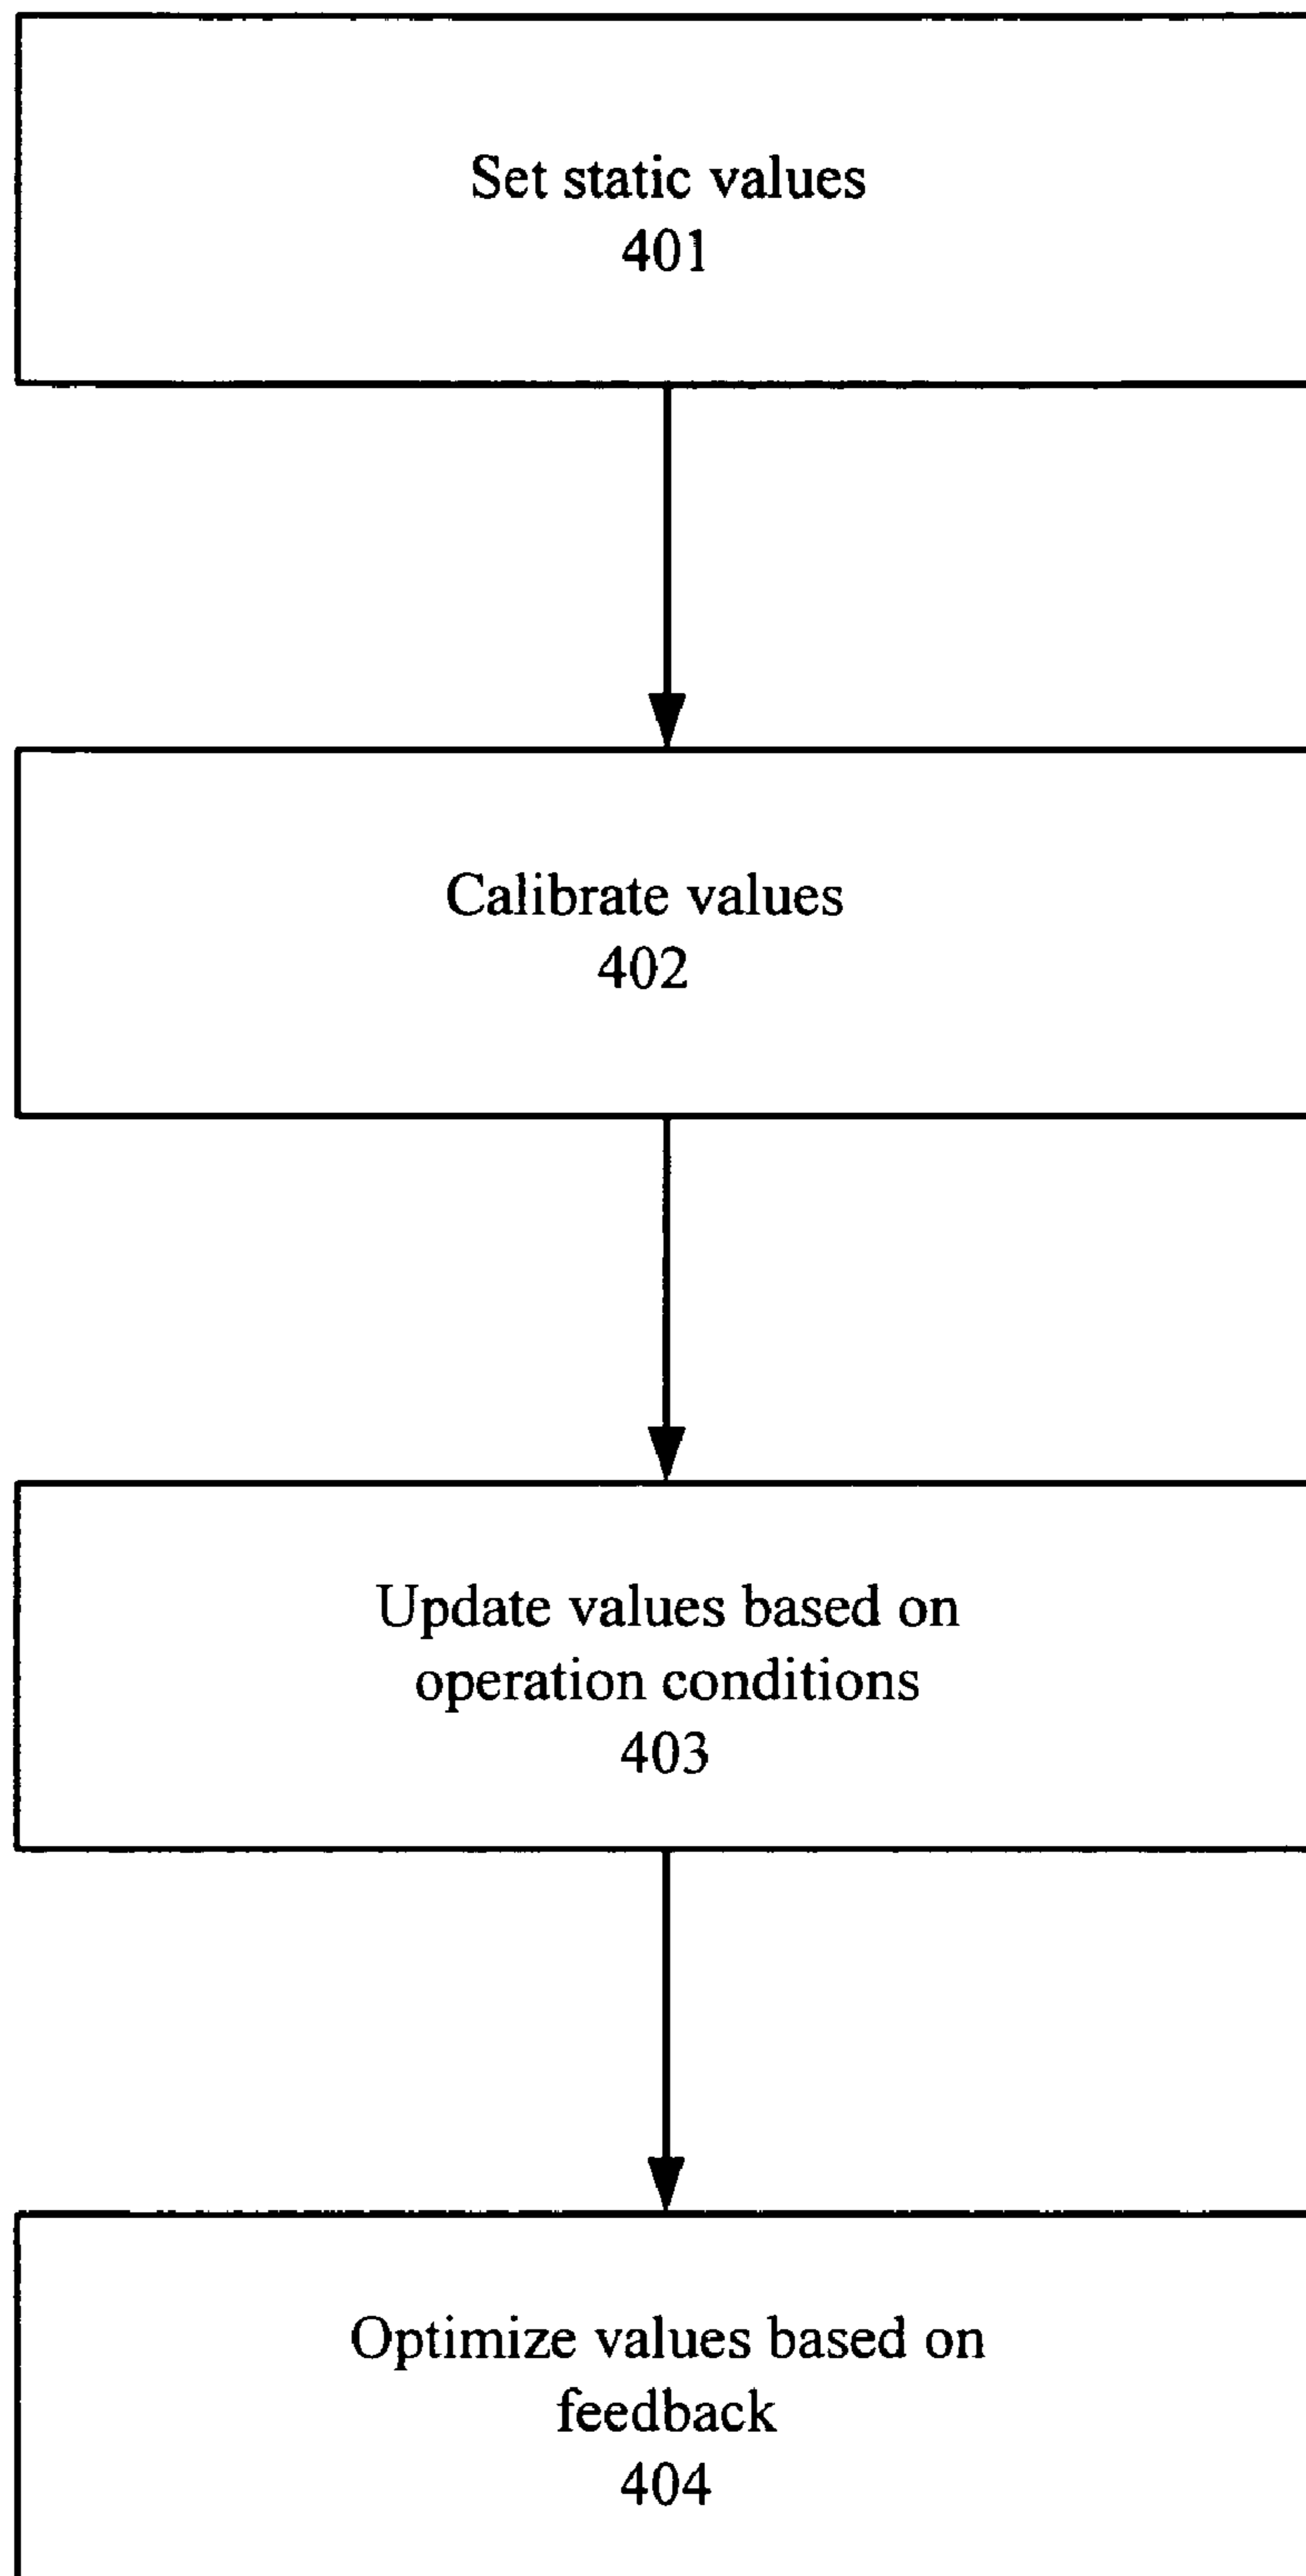 Set static values
401
Calibrate values
402
Update values based on
operation conditions
403
Optimize values based on
feedback
404